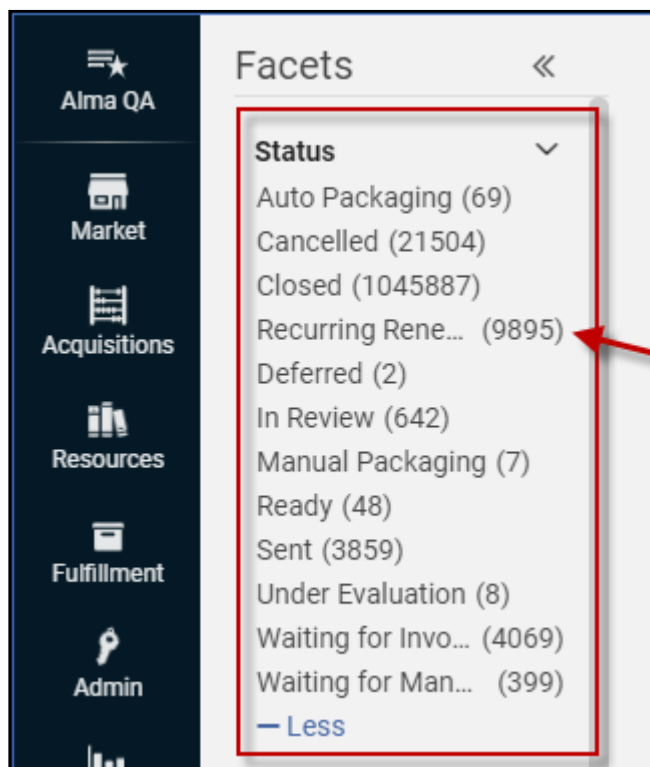 Alma QA
Market
Acquisitions
Resources
Fulfillment
Admin
Facets
Status
Auto Packaging (69)
Cancelled (21504)
Closed (1045887)
Recurring Rene... (9895)
Deferred (2)
In Review (642)
Manual Packaging (7)
Ready (48)
Sent (3859)
Under Evaluation (8)
Waiting for Invo... (4069)
Waiting for Man... (399)
Less